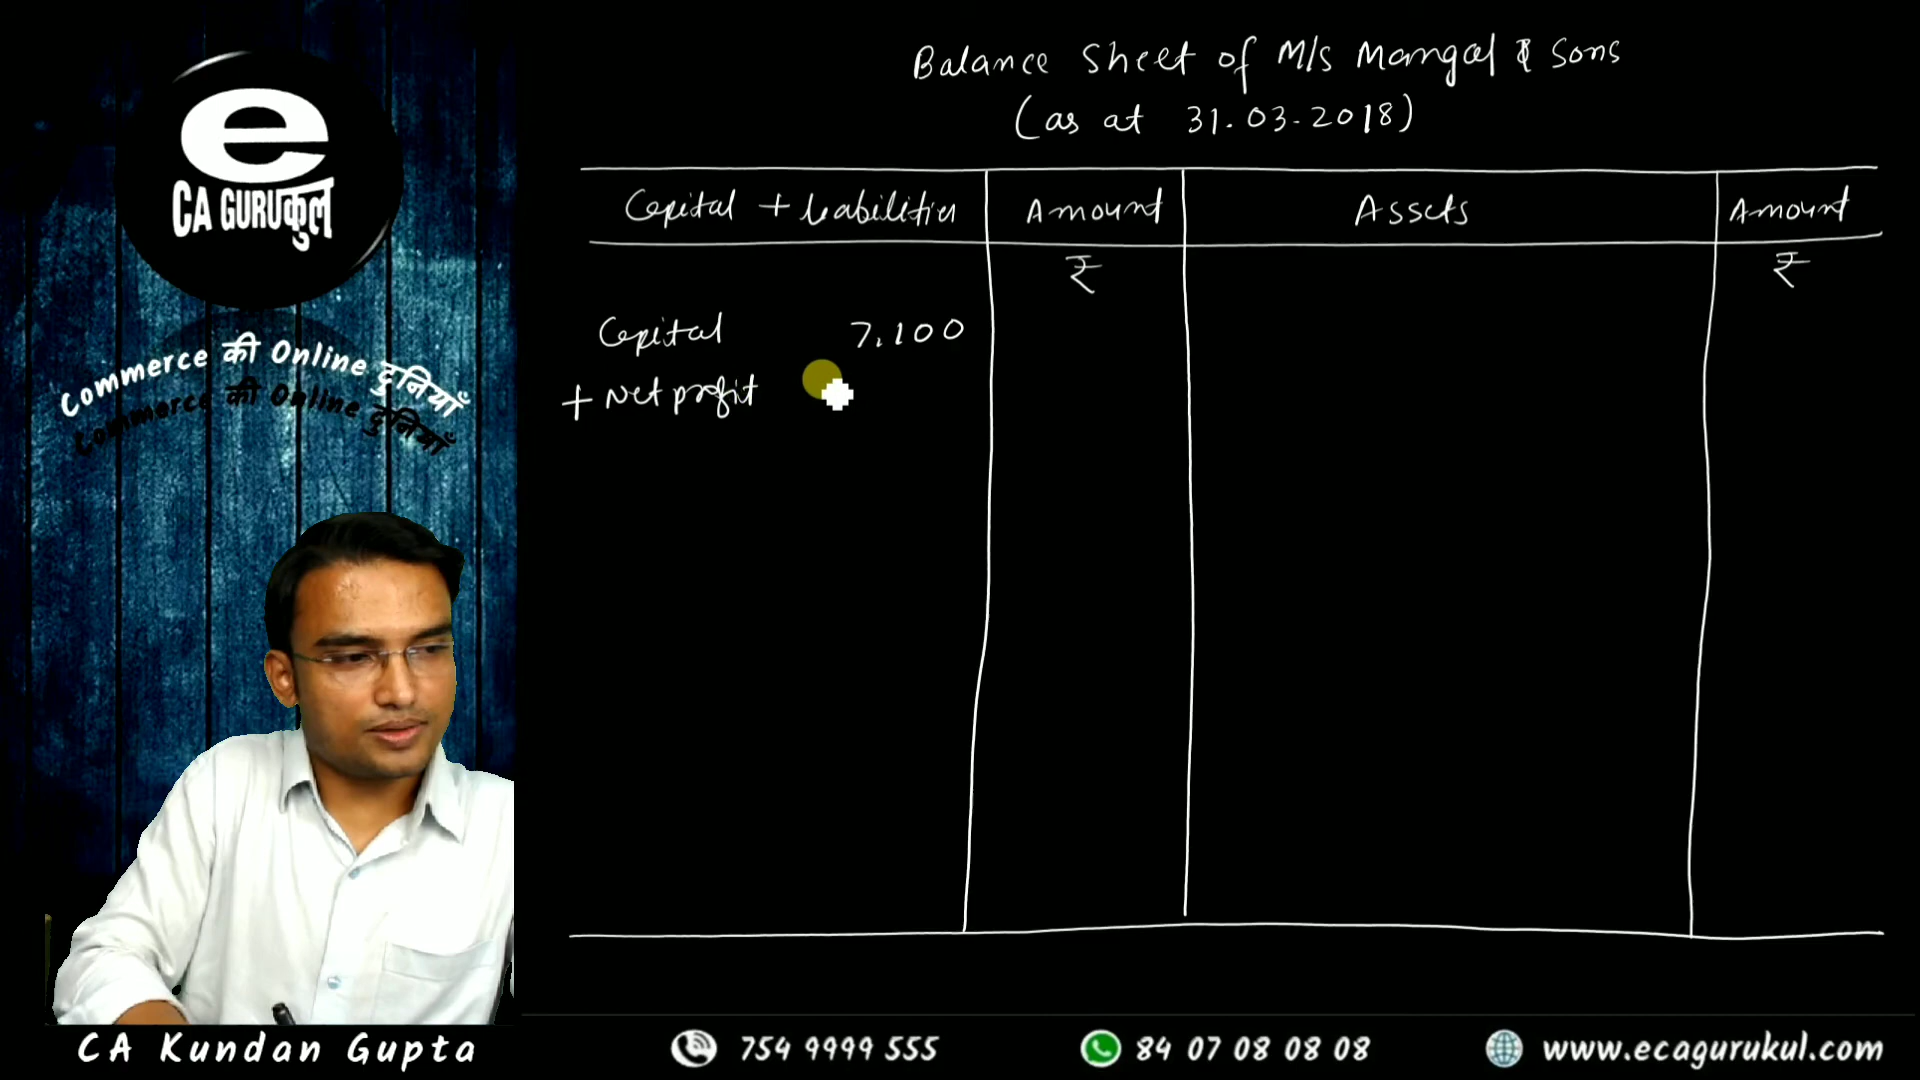 e
CA GURUकुल
Commerce की Online दुनियाँ
Balance Sheet of M/s Mangal & Sons
(as at 31.03.2018)
Capital + Liabilities Amount Assets Amount
₹ ₹
Capital 7,100
+ Net profit
CA Kundan Gupta 754 9999 555 84 07 08 08 08 www.ecagurukul.com